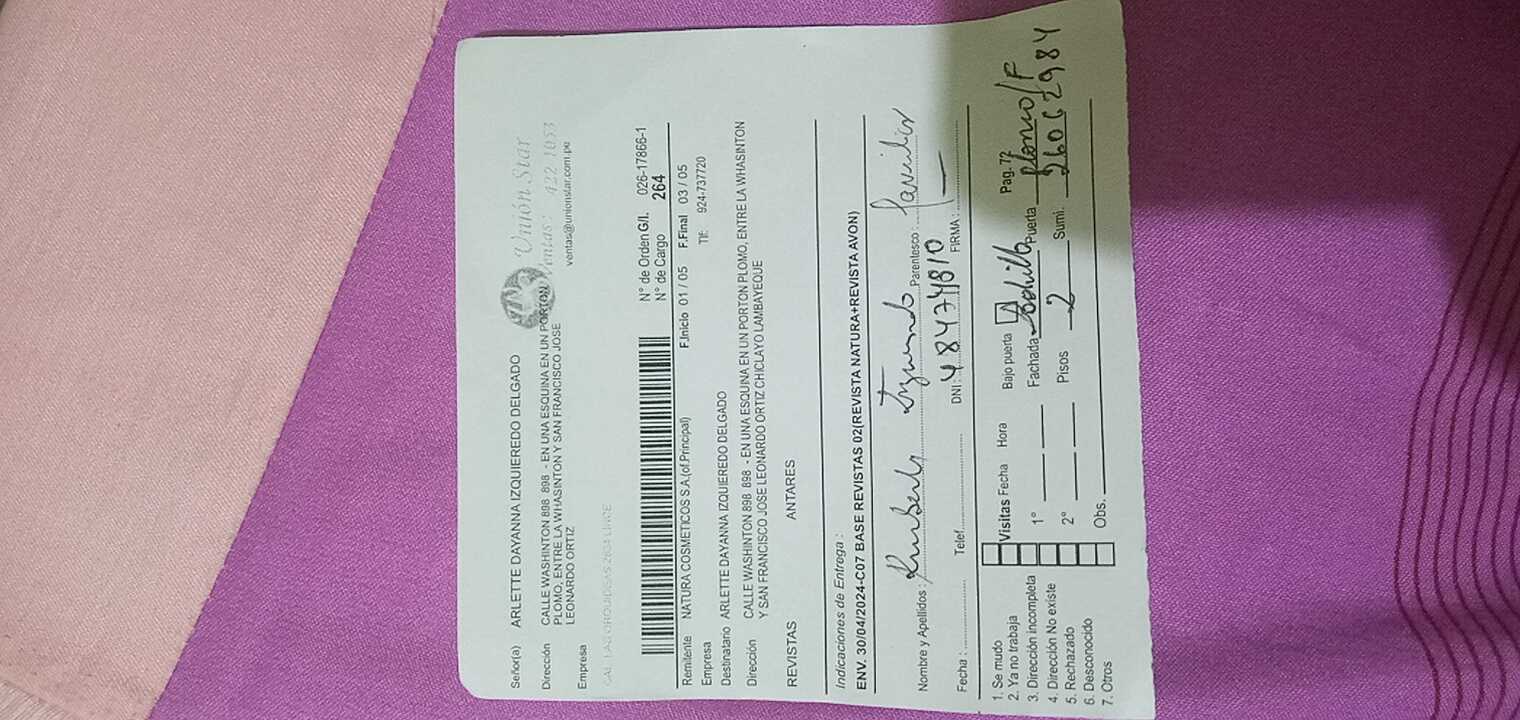 Señor(a) ARLETTE DAYANNA IZQUIEREDO DELGADO
Unión Star
Ventas: 422 1053
ventas@unionstar.com.pe
Dirección CALLE WASHINTON 898 898 - EN UNA ESQUINA EN UN PORTON
PLOMO, ENTRE LA WHASINTON Y SAN FRANCISCO JOSE
LEONARDO ORTIZ
Empresa
N° de Orden G/I. 026-17866-1
N° de Cargo 264
Remitente NATURA COSMETICOS S.A.(of.Principal) F.Inicio 01 / 05 F.Final 03 / 05
Empresa Tlf: 924-737720
Destinatario ARLETTE DAYANNA IZQUIEREDO DELGADO
Dirección CALLE WASHINTON 898 898 - EN UNA ESQUINA EN UN PORTON PLOMO, ENTRE LA WHASINTON
Y SAN FRANCISCO JOSE LEONARDO ORTIZ CHICLAYO LAMBAYEQUE
REVISTAS ANTARES
Indicaciones de Entrega :
ENV. 30/04/2024-C07 BASE REVISTAS 02(REVISTA NATURA+REVISTA AVON)
Nombre y Apellidos : Parentesco :
Fecha : Telef. DNI : 48474810 FIRMA :
1. Se mudo Visitas Fecha Hora Bajo puerta Pag. 72
2. Ya no trabaja
3. Dirección incompleta 1° Fachada Puerta
4. Dirección No existe
5. Rechazado 2° Pisos 2 Sumi.
6. Desconocido
7. Otros Obs.